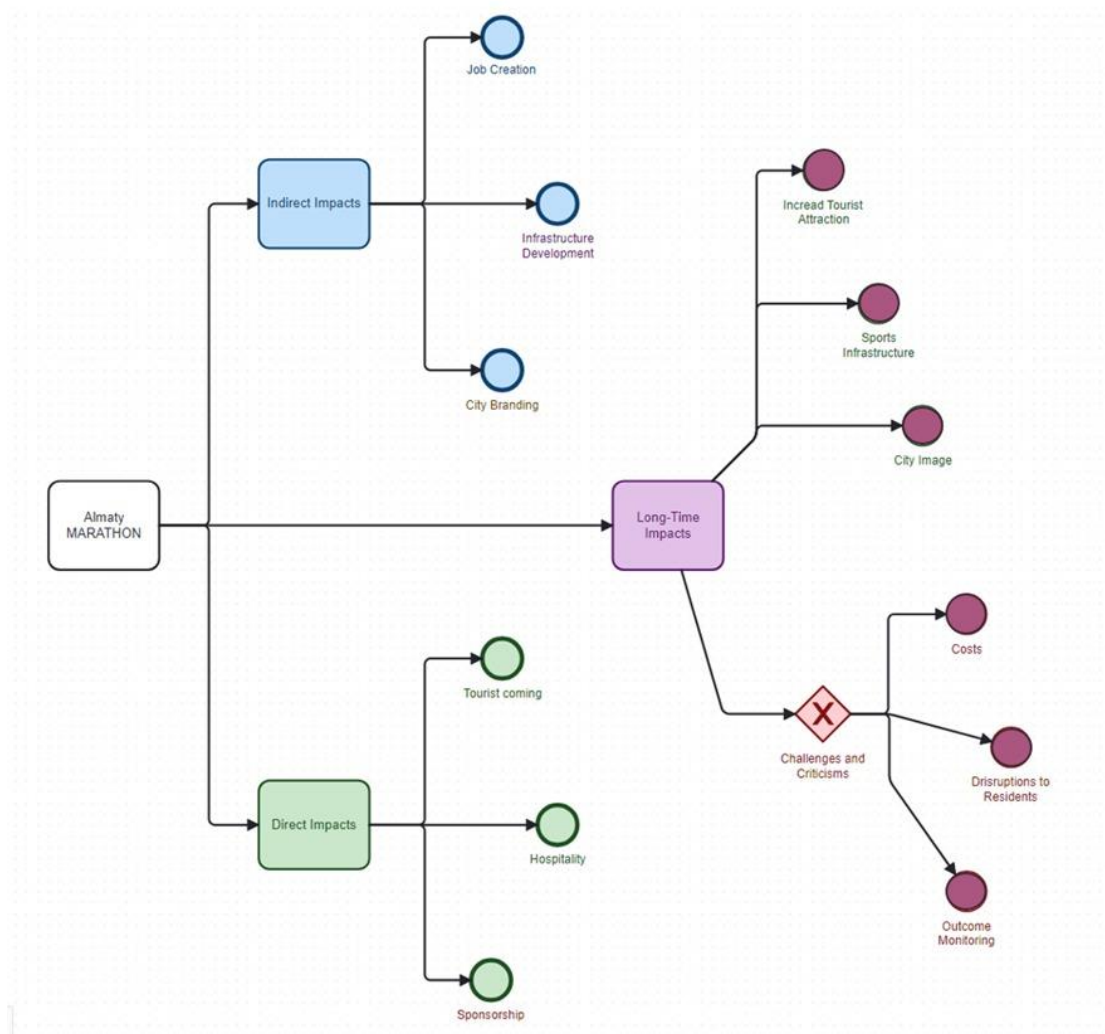 Job Creation
Indirect Impacts
Infrastructure
Development
City Branding
Incread Tourist
Attraction
Sports
Infrastructure
City Image
Almaty
MARATHON
Long-Time
Impacts
Tourist coming
Direct Impacts
Hospitality
Sponsorship
X
Challenges and
Criticisms
Costs
Drisruptions to
Residents
Outcome
Monitoring